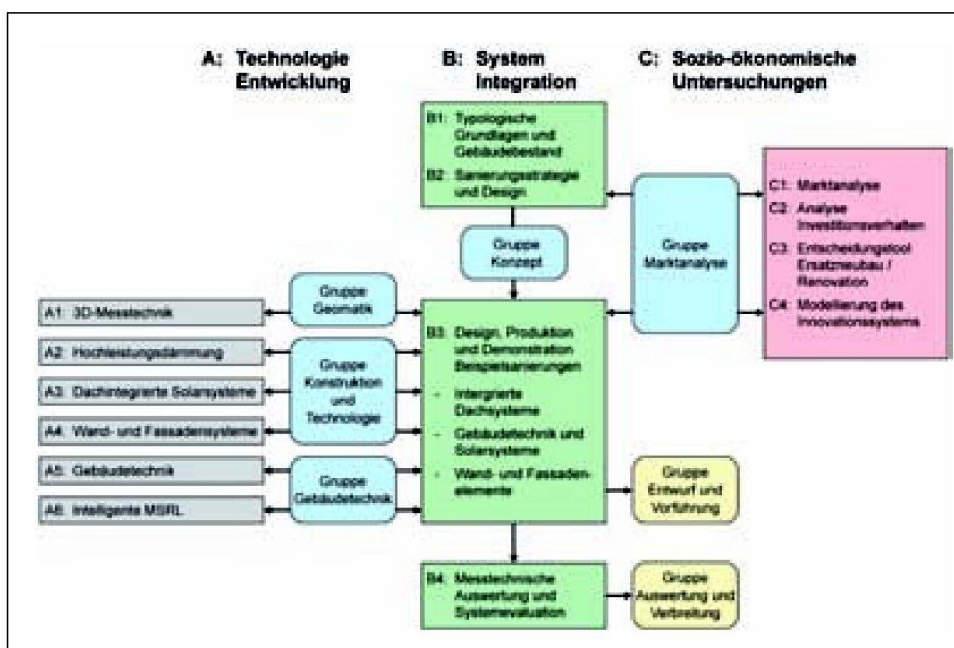 A: Technologie
Entwicklung
B: System
Integration
C: Sozio-ökonomische
Untersuchungen
B1: Typologische
Grundlagen und
Gebäudebestand
B2: Sanierungsstrategie
und Design
Gruppe
Konzept
Gruppe
Marktanalyse
C1: Marktanalyse
C2: Analyse
Investitionsverhalten
C3: Entscheidungstool
Ersatzneubau /
Renovation
C4: Modellierung des
Innovationssystems
A1: 3D-Messtechnik
A2: Hochleistungsdämmung
A3: Dachintegrierte Solarsysteme
A4: Wand- und Fassadensysteme
A5: Gebäudetechnik
A6: Intelligente MSRL
Gruppe
Geomatik
Gruppe
Konstruktion
und
Technologie
Gruppe
Gebäudetechnik
B3: Design, Produktion
und Demonstration
Beispielsanierungen
- Intergrierte
Dachsysteme
- Gebäudetechnik und
Solarsysteme
- Wand- und Fassaden-
elemente
Gruppe
Entwurf und
Vorführung
B4: Messtechnische
Auswertung und
Systemevaluation
Gruppe
Auswertung und
Verbreitung